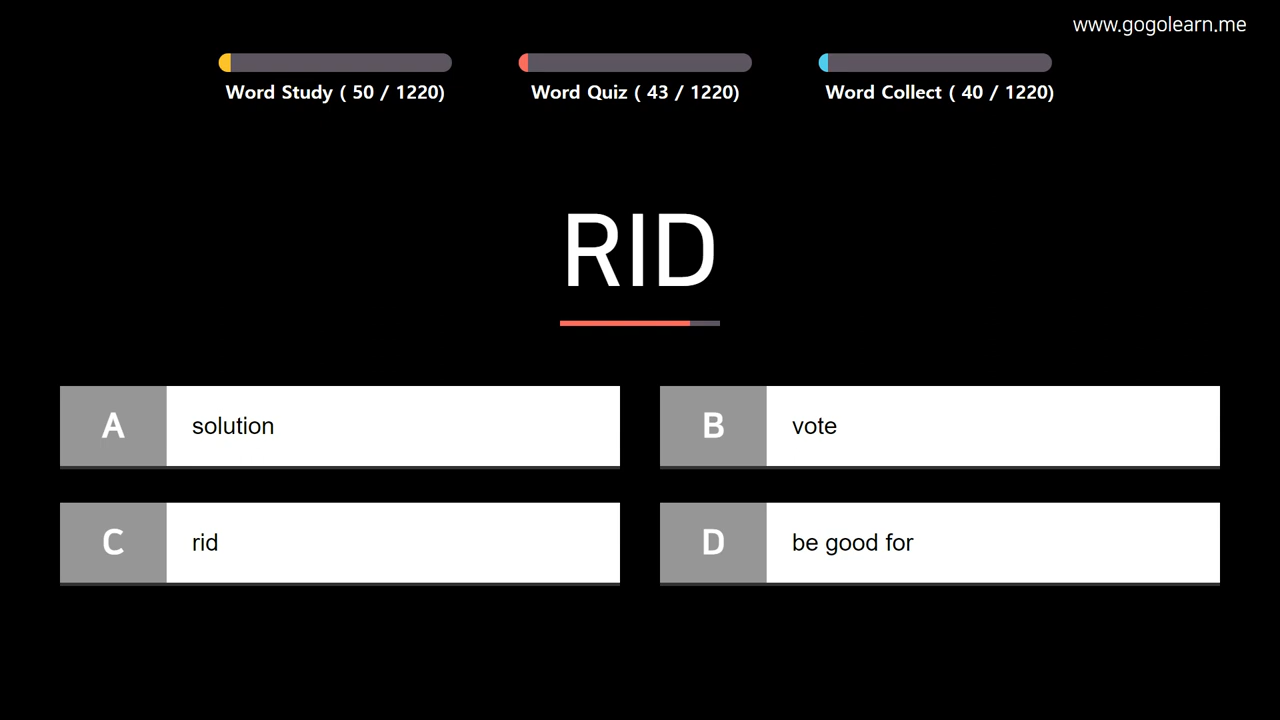 www.gogolearn.me
Word Study ( 50 / 1220)
Word Quiz ( 43 / 1220)
Word Collect ( 40 / 1220)
RID
A solution
B vote
C rid
D be good for